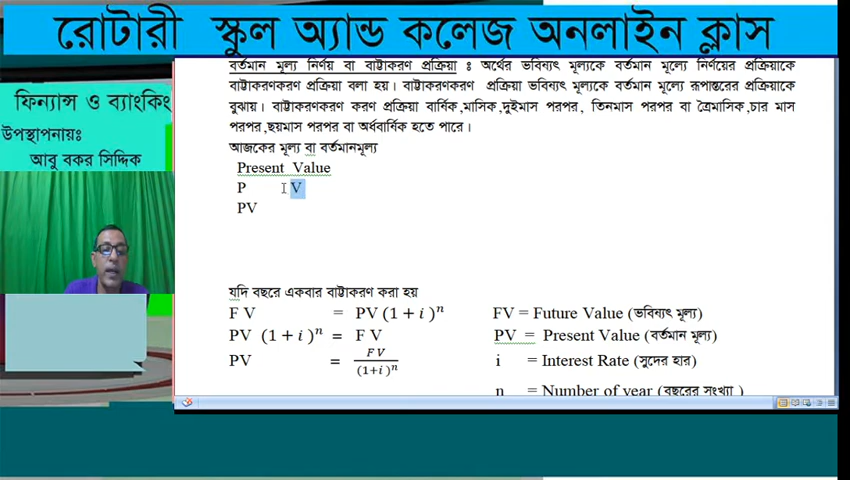 রোটারী স্কুল অ্যান্ড কলেজ অনলাইন ক্লাস
ফিন্যান্স ও ব্যাংকিং
উপস্থাপনায়ঃ
আবু বকর সিদ্দিক
বর্তমান মূল্য নির্ণয় বা বাট্টাকরণ প্রক্রিয়া ঃ অর্থের ভবিষ্যৎ মূল্যকে বর্তমান মূল্যে নির্ণয়ের প্রক্রিয়াকে
বাট্টাকরণকরণ প্রক্রিয়া বলা হয়। বাট্টাকরণকরণ প্রক্রিয়া ভবিষ্যৎ মূল্যকে বর্তমান মূল্যে রূপান্তরের প্রক্রিয়াকে
বুঝায়। বাট্টাকরণকরণ করণ প্রক্রিয়া বার্ষিক,মাসিক,দুইমাস পরপর, তিনমাস পরপর বা ত্রৈমাসিক,চার মাস
পরপর,ছয়মাস পরপর বা অর্ধবার্ষিক হতে পারে।
আজকের মূল্য বা বর্তমানমূল্য
Present Value
P V
PV
যদি বছরে একবার বাট্টাকরণ করা হয়
F V = PV (1 + i )^n FV = Future Value (ভবিষ্যৎ মূল্য)
PV (1 + i )^n = F V PV = Present Value (বর্তমান মূল্য)
PV = FV/(1+i )^n i = Interest Rate (সুদের হার)
n = Number of year (বছরের সংখ্যা )